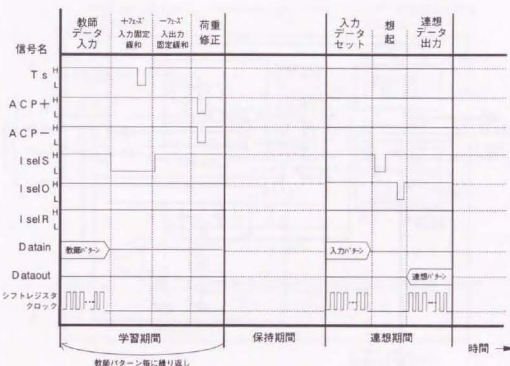 教師
データ
入力
+フェーズ
入力固定
緩和
-フェーズ
入出力
固定緩和
荷重
修正
入力
データ
セット
想
起
連想
データ
出力
信号名
Ts H
L
ACP+ H
L
ACP- H
L
IselS H
L
IselO H
L
IselR H
L
Datain 教師パターン 入力パターン
Dataout 連想パターン
シフトレジスタ
クロック
学習期間 保持期間 連想期間
時間
教師パターン毎に繰り返し